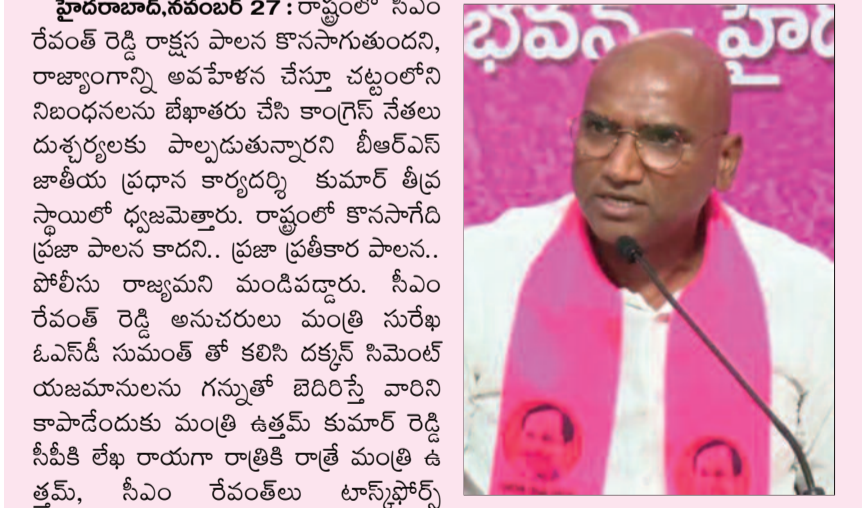 హైదరాబాద్,నవంబర్ 27 : రాష్ట్రంలో సీఎం
రేవంత్ రెడ్డి రాక్షస పాలన కొనసాగుతుందని,
రాజ్యాంగాన్ని అవహేళన చేస్తూ చట్టంలోని
నిబంధనలను బేఖాతరు చేసి కాంగ్రెస్ నేతలు
దుశ్చర్యలకు పాల్పడుతున్నారని బీఆర్ఎస్
జాతీయ ప్రధాన కార్యదర్శి కుమార్ తీవ్ర
స్థాయిలో ధ్వజమెత్తారు. రాష్ట్రంలో కొనసాగేది
ప్రజా పాలన కాదని.. ప్రజా ప్రతీకార పాలన..
పోలీసు రాజ్యమని మండిపడ్డారు. సీఎం
రేవంత్ రెడ్డి అనుచరులు మంత్రి సురేఖ
ఓఎస్‌డీ సుమంత్ తో కలిసి దక్కన్ సిమెంట్
యజమానులను గన్నుతో బెదిరిస్తే వారిని
కాపాడేందుకు మంత్రి ఉత్తమ్ కుమార్ రెడ్డి
సీపీకి లేఖ రాయగా రాత్రికి రాత్రే మంత్రి ఉ
త్తమ్, సీఎం రేవంత్‌లు టాస్క్‌ఫోర్స్
భవన్ - హైద